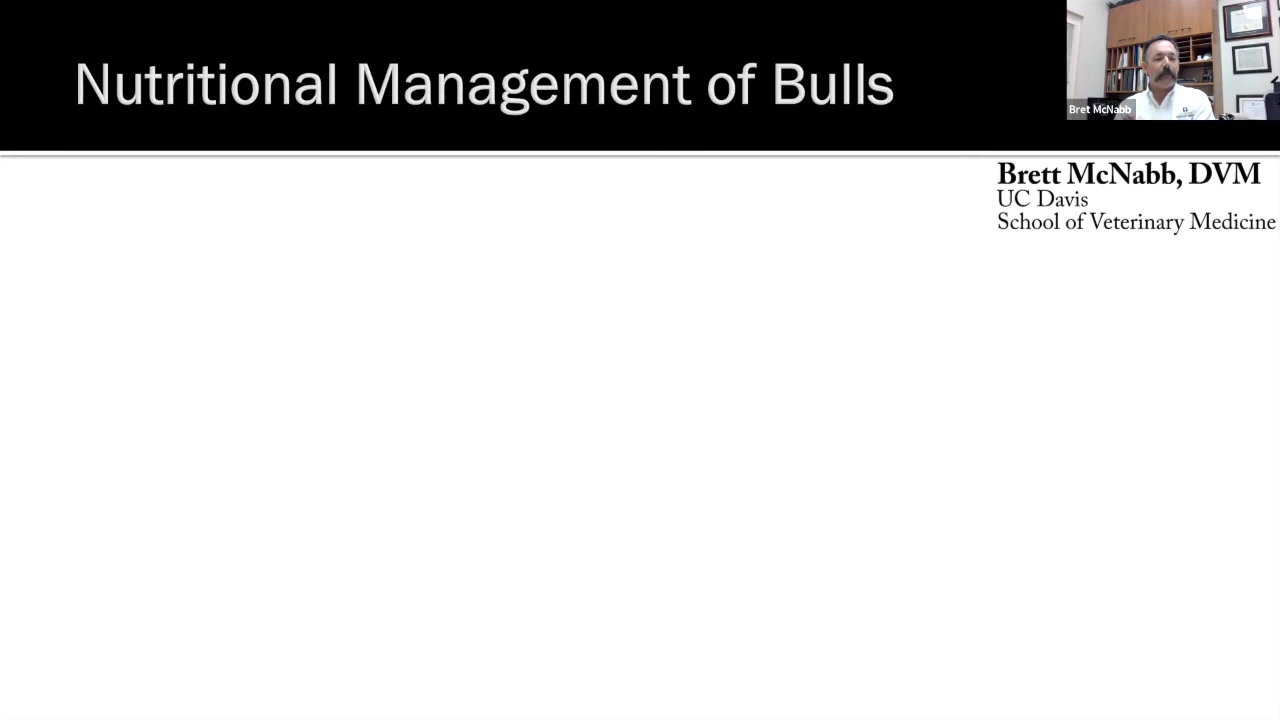 Nutritional Management of Bulls
Bret McNabb
Brett McNabb, DVM
UC Davis
School of Veterinary Medicine